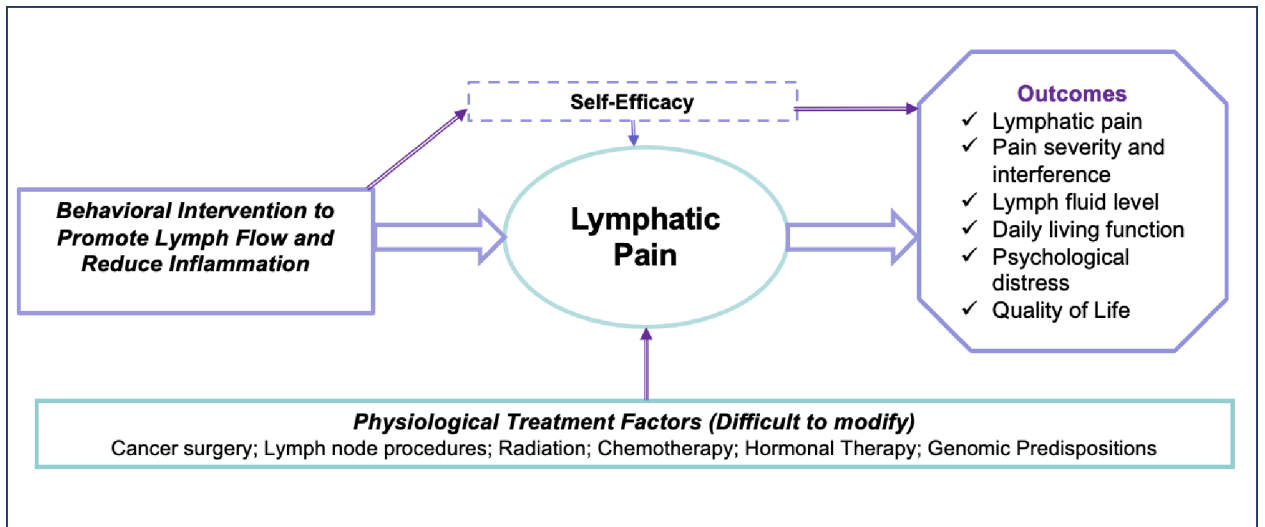 Self-Efficacy
Behavioral Intervention to
Promote Lymph Flow and
Reduce Inflammation
Lymphatic
Pain
Outcomes
✓ Lymphatic pain
✓ Pain severity and
interference
✓ Lymph fluid level
✓ Daily living function
✓ Psychological
distress
✓ Quality of Life
Physiological Treatment Factors (Difficult to modify)
Cancer surgery; Lymph node procedures; Radiation; Chemotherapy; Hormonal Therapy; Genomic Predispositions